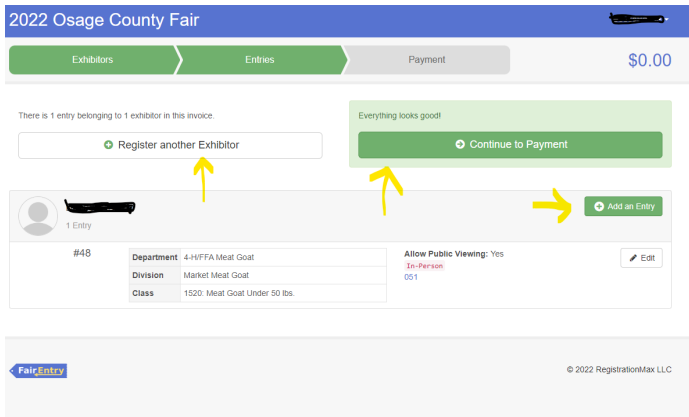 2022 Osage County Fair
Exhibitors
Entries
Payment
$0.00
There is 1 entry belonging to 1 exhibitor in this invoice.
Register another Exhibitor
Everything looks good!
Continue to Payment
Add an Entry
1 Entry
#48
Department 4-H/FFA Meat Goat
Division Market Meat Goat
Class 1520: Meat Goat Under 50 lbs.
Allow Public Viewing: Yes
In-Person
051
Edit
FairEntry
© 2022 RegistrationMax LLC